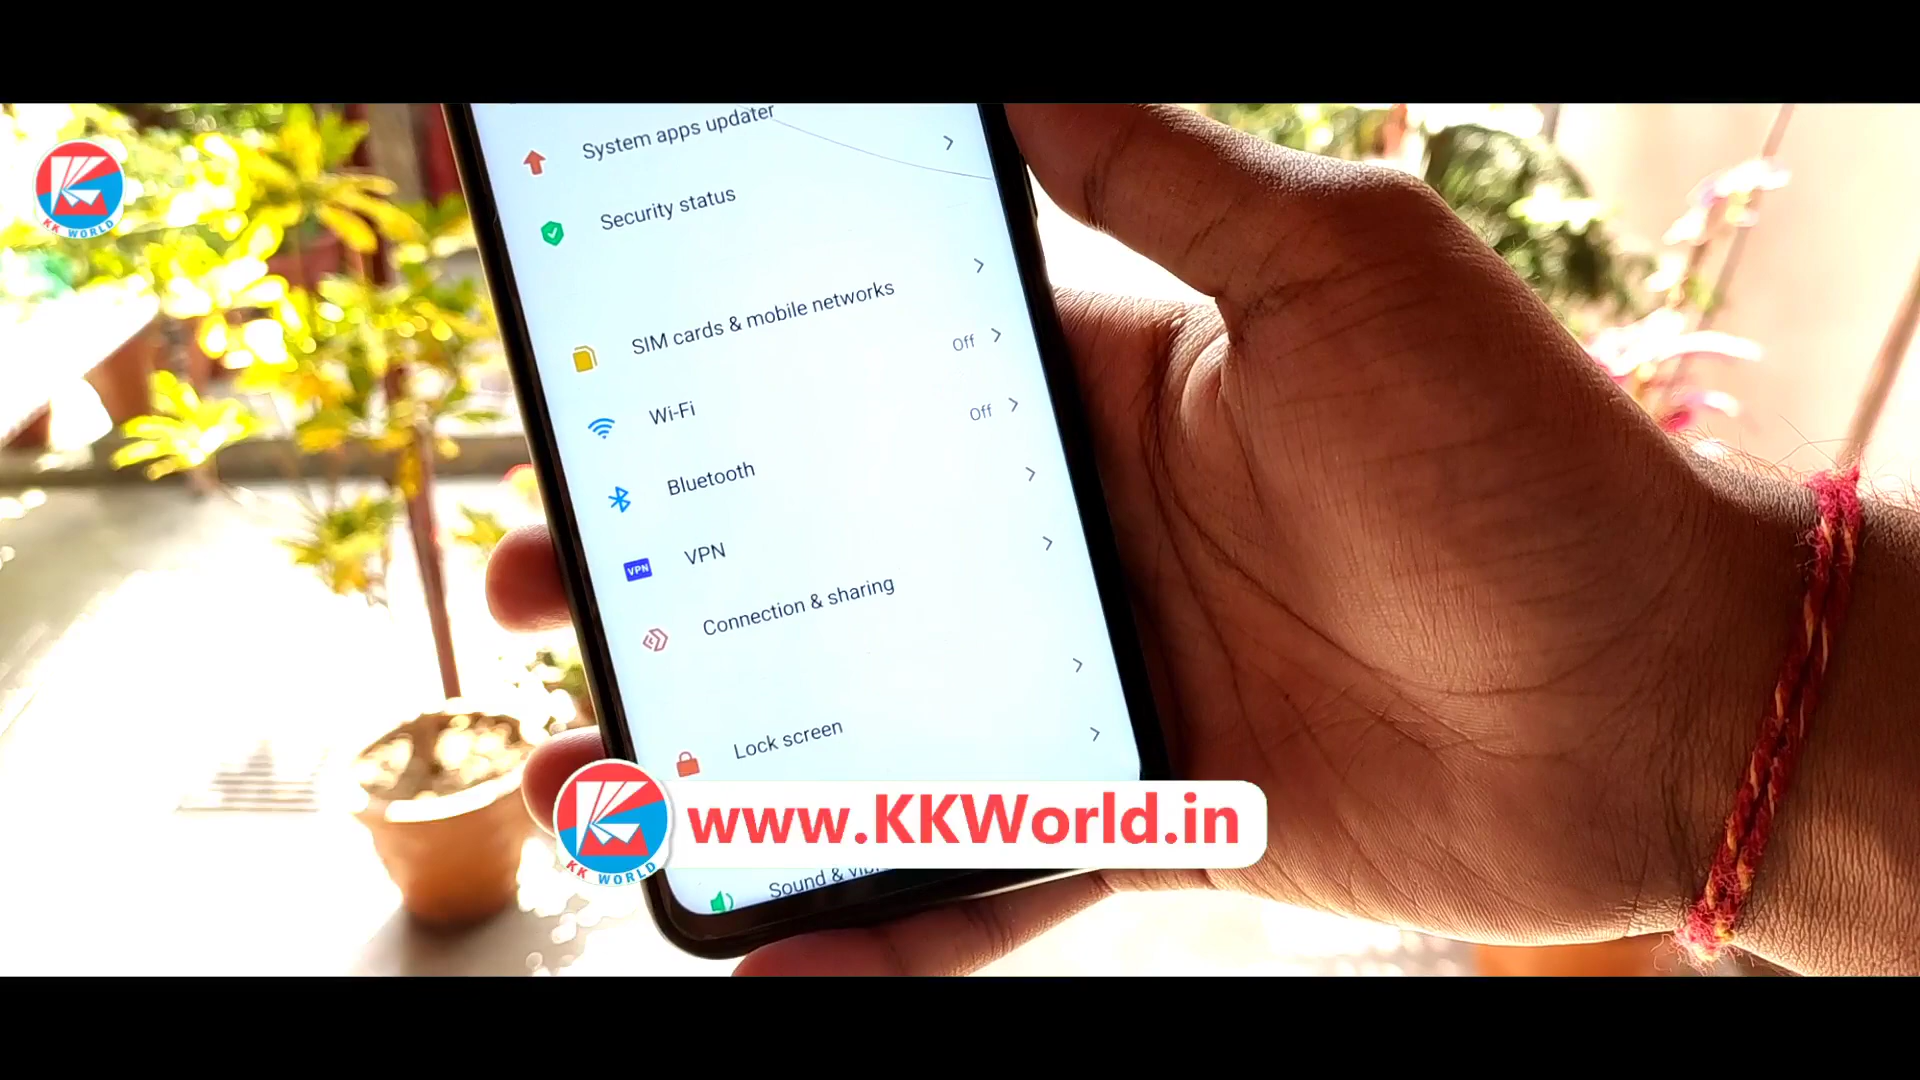 System apps updater
Security status
SIM cards & mobile networks
Wi-Fi
Off
Bluetooth
Off
VPN
VPN
Connection & sharing
Lock screen
KK WORLD
www.KKWorld.in
KK WORLD
Sound &